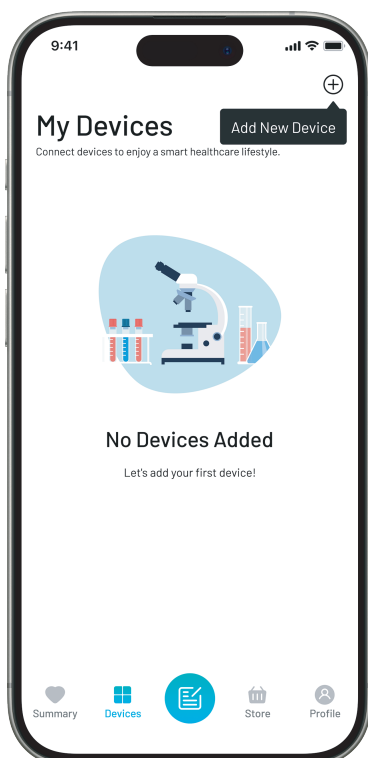 9:41
My Devices
Add New Device
Connect devices to enjoy a smart healthcare lifestyle.
No Devices Added
Let's add your first device!
Summary
Devices
Store
Profile